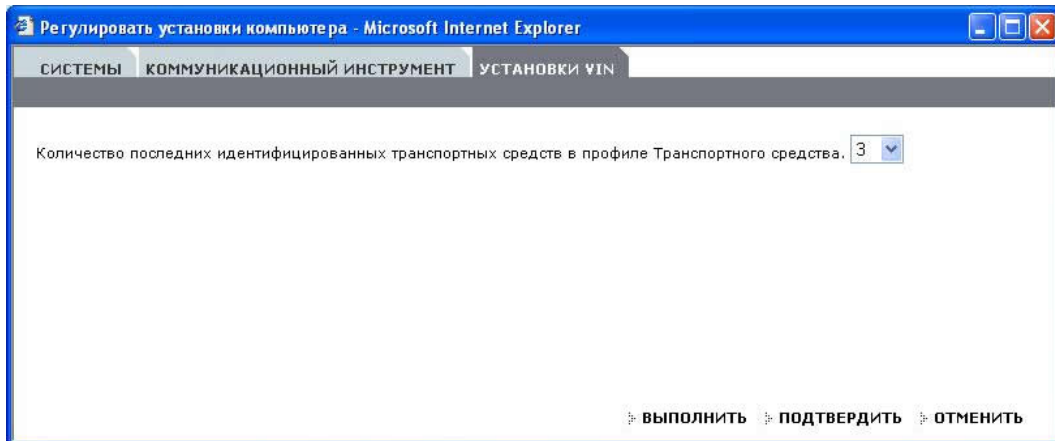 Регулировать установки компьютера - Microsoft Internet Explorer
СИСТЕМЫ КОММУНИКАЦИОННЫЙ ИНСТРУМЕНТ УСТАНОВКИ VIN
Количество последних идентифицированных транспортных средств в профиле Транспортного средства. 3
ВЫПОЛНИТЬ ПОДТВЕРДИТЬ ОТМЕНИТЬ